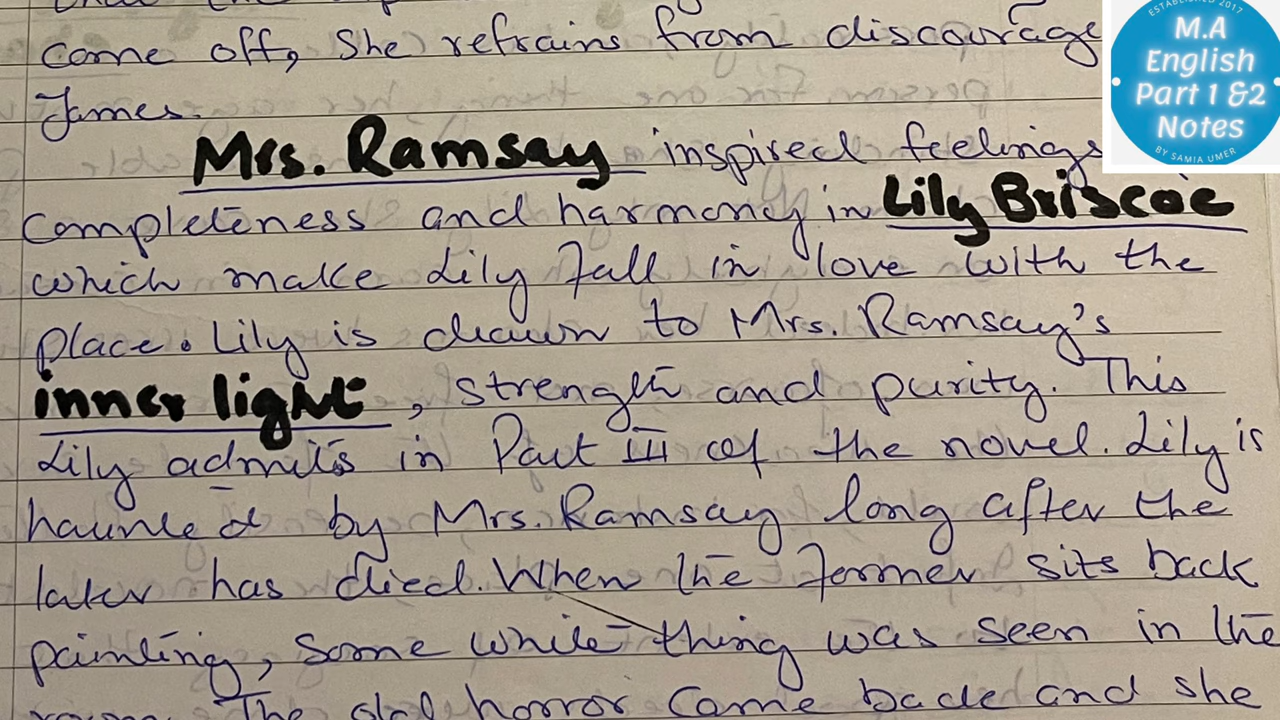 come off, She refrains from discourage
James.
Mrs. Ramsay inspired feelings
completeness and harmony in Lily Briscoe
which make Lily fall in love with the
place. Lily is drawn to Mrs. Ramsay's
inner light, strength and purity. This
Lily admits in Part III of the novel. Lily is
haunted by Mrs. Ramsay long after the
later has died. When the former sits back
painting, some white thing was seen in the
The old horror came back and she
ESTABLISHED 2017
M.A
English
Part 1 & 2
Notes
BY SAMIA UMER